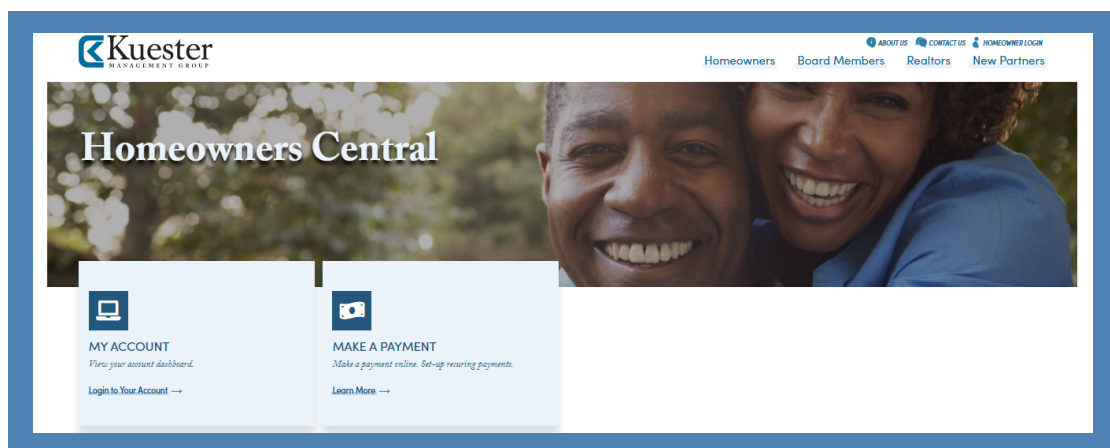 Kuester
MANAGEMENT GROUP
ABOUT US CONTACT US HOMEOWNER LOGIN
Homeowners Board Members Realtors New Partners
Homeowners Central
MY ACCOUNT
View your account dashboard.
Login to Your Account →
MAKE A PAYMENT
Make a payment online. Set-up recuring payments.
Learn More →